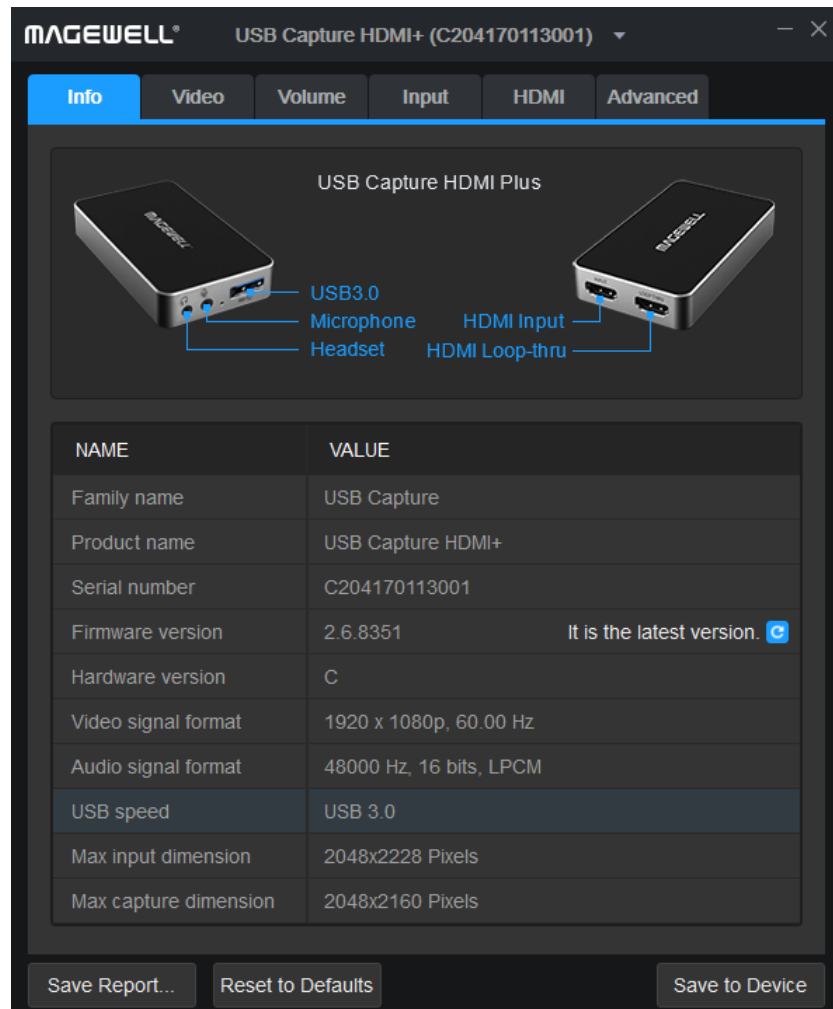 MAGEWELL® USB Capture HDMI+ (C204170113001)
Info Video Volume Input HDMI Advanced
USB Capture HDMI Plus
MAGEWELL MAGEWELL
USB3.0
Microphone HDMI Input
Headset HDMI Loop-thru
NAME VALUE
Family name USB Capture
Product name USB Capture HDMI+
Serial number C204170113001
Firmware version 2.6.8351 It is the latest version.
Hardware version C
Video signal format 1920 x 1080p, 60.00 Hz
Audio signal format 48000 Hz, 16 bits, LPCM
USB speed USB 3.0
Max input dimension 2048x2228 Pixels
Max capture dimension 2048x2160 Pixels
Save Report... Reset to Defaults Save to Device